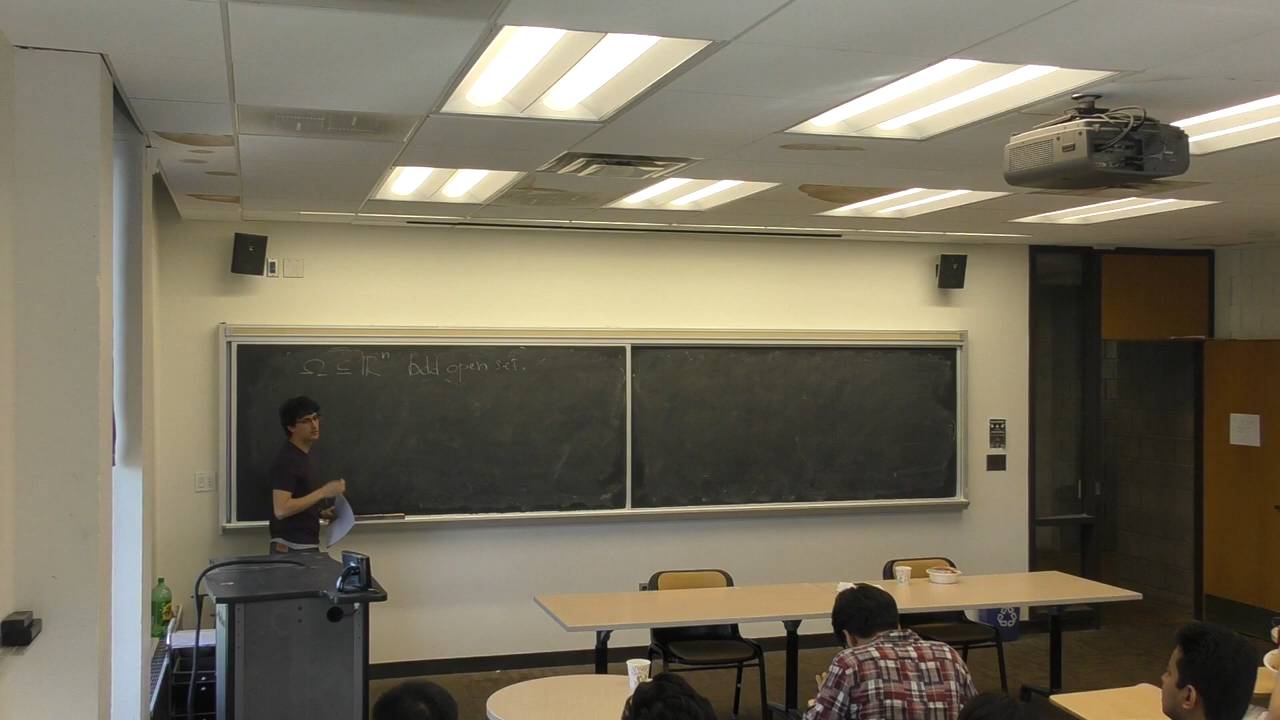 Ω ⊆ ℝⁿ bdd open set.